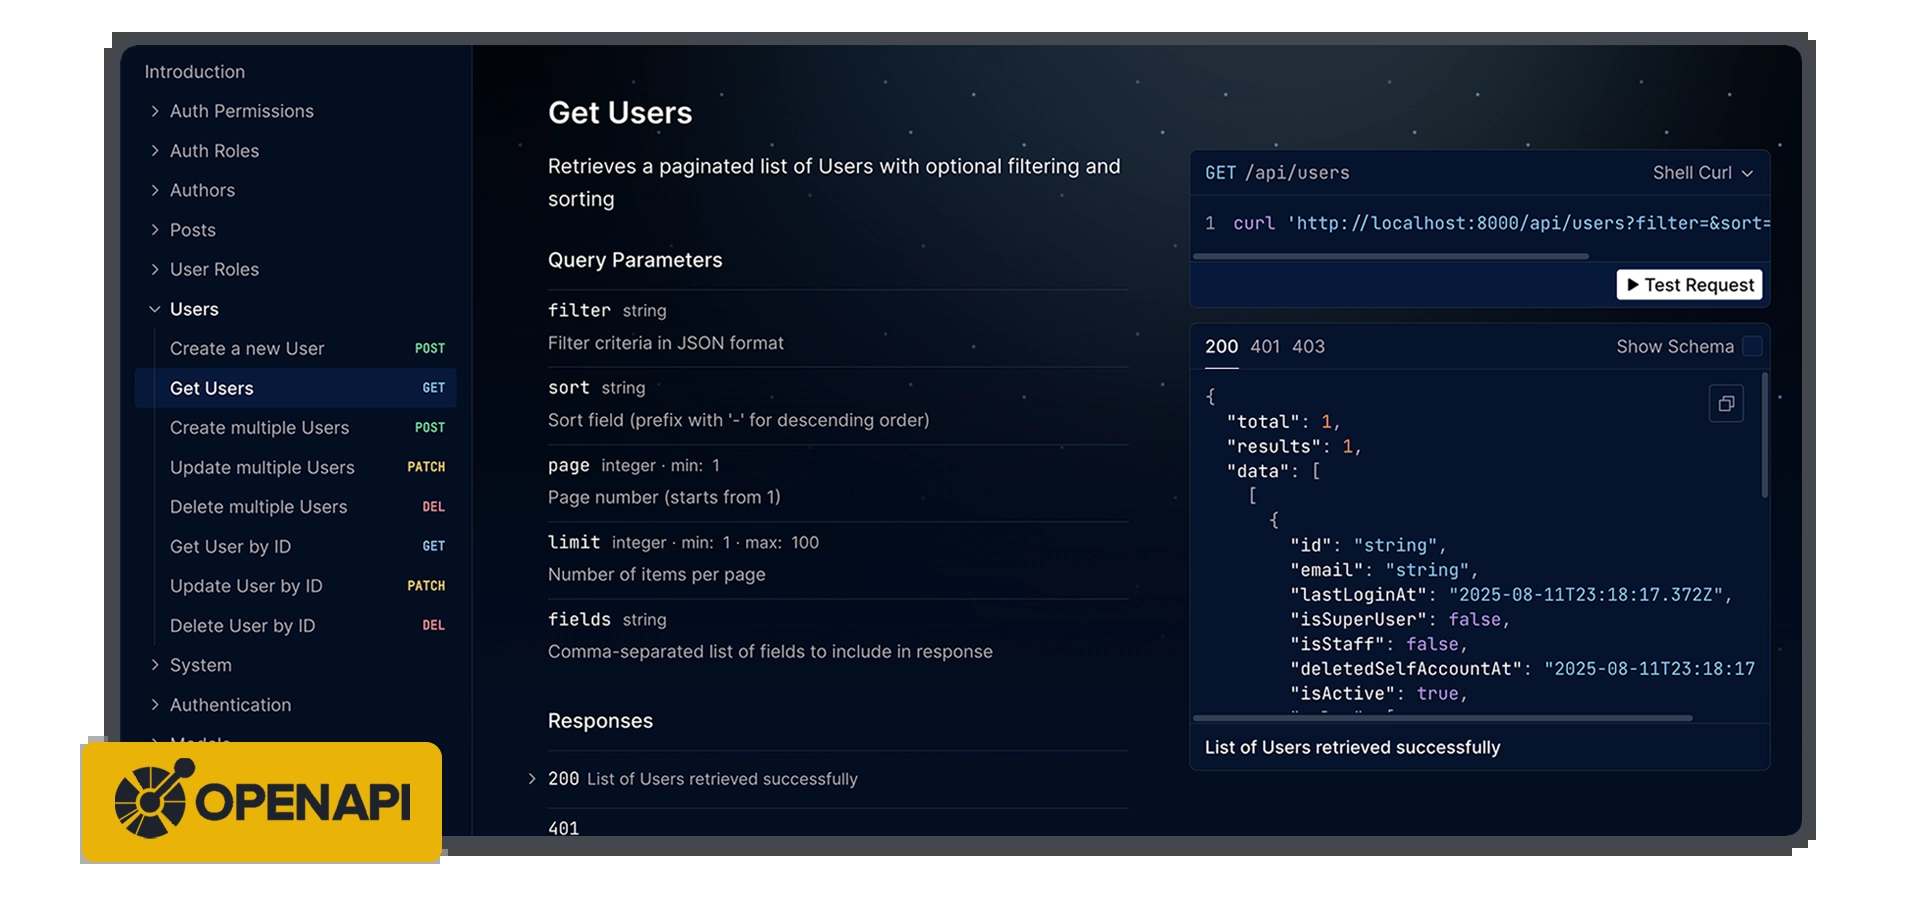 Introduction
Auth Permissions
Auth Roles
Authors
Posts
User Roles
Users
Create a new User POST
Get Users GET
Create multiple Users POST
Update multiple Users PATCH
Delete multiple Users DEL
Get User by ID GET
Update User by ID PATCH
Delete User by ID DEL
System
Authentication
OPENAPI
Get Users
Retrieves a paginated list of Users with optional filtering and
sorting
Query Parameters
filter string
Filter criteria in JSON format
sort string
Sort field (prefix with '-' for descending order)
page integer · min: 1
Page number (starts from 1)
limit integer · min: 1 · max: 100
Number of items per page
fields string
Comma-separated list of fields to include in response
Responses
200 List of Users retrieved successfully
401
GET /api/users Shell Curl
1 curl 'http://localhost:8000/api/users?filter=&sort=
Test Request
200 401 403 Show Schema
{
"total": 1,
"results": 1,
"data": [
[
{
"id": "string",
"email": "string",
"lastLoginAt": "2025-08-11T23:18:17.372Z",
"isSuperUser": false,
"isStaff": false,
"deletedSelfAccountAt": "2025-08-11T23:18:17
"isActive": true,
List of Users retrieved successfully